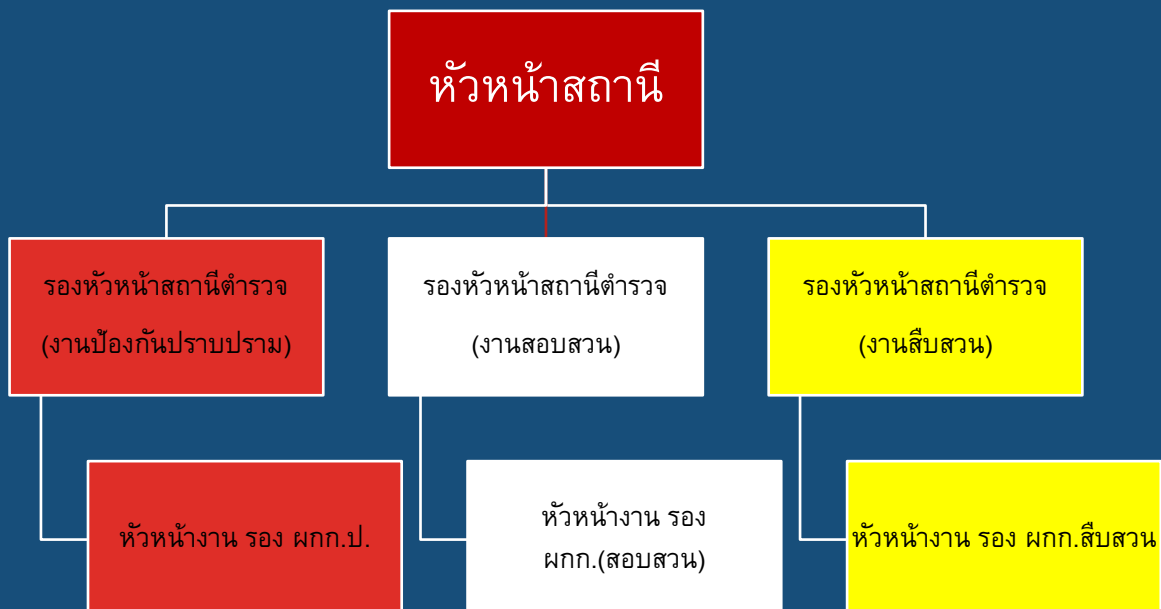 หัวหน้าสถานี
รองหัวหน้าสถานีตำรวจ
(งานป้องกันปราบปราม)
รองหัวหน้าสถานีตำรวจ
(งานสอบสวน)
รองหัวหน้าสถานีตำรวจ
(งานสืบสวน)
หัวหน้างาน รอง ผกก.ป.
หัวหน้างาน รอง
ผกก.(สอบสวน)
หัวหน้างาน รอง ผกก.สืบสวน